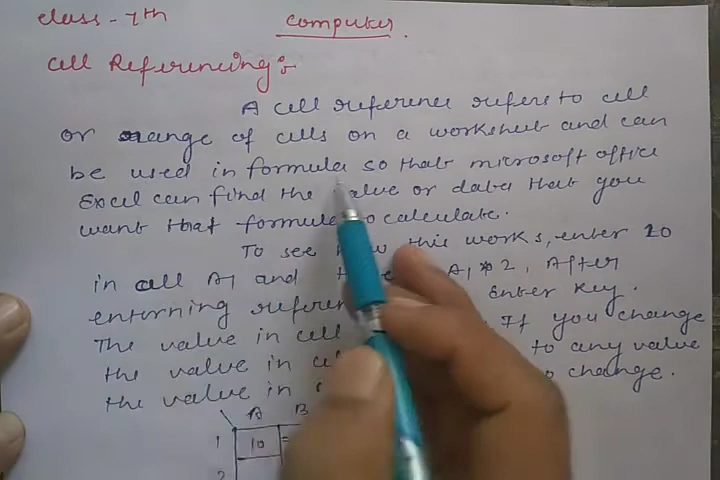 Class - 7th
Computer.
Cell Referencing :-
A cell reference refers to cell
or range of cells on a worksheet and can
be used in formula so that microsoft office
Excel can find the value or data that you
want that formula to calculate.
To see how this works, enter 10
in cell A1 and A1 * 2. After
enterning Enter key.
The value in cell If you change
the value in to any value
the value in change.
A B
1 10 =
2